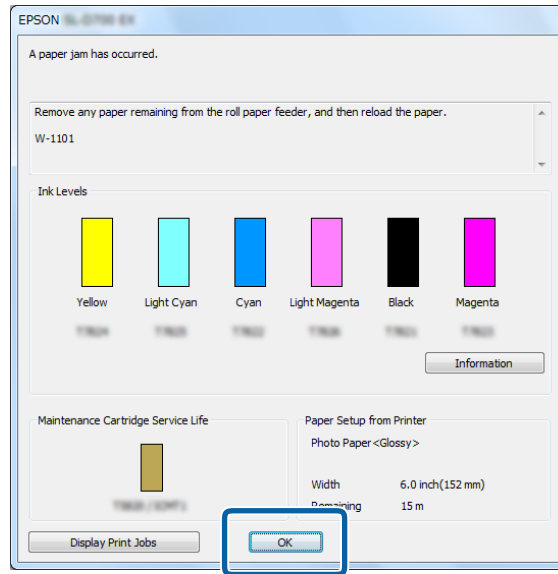 EPSON
A paper jam has occurred.
Remove any paper remaining from the roll paper feeder, and then reload the paper.
W-1101
Ink Levels
Yellow Light Cyan Cyan Light Magenta Black Magenta
Information
Maintenance Cartridge Service Life
Paper Setup from Printer
Photo Paper<Glossy>
Width 6.0 inch(152 mm)
Remaining 15 m
Display Print Jobs OK